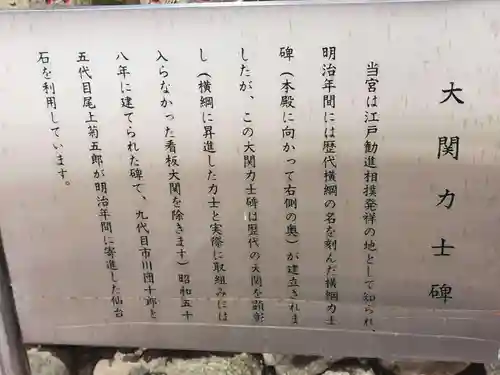 大関力士碑
当宮は江戸勧進相撲発祥の地として知られ、
明治年間には歴代横綱の名を刻んだ横綱力士
碑（本殿に向かって右側の奥）が建立されま
したが、この大関力士碑は歴代の大関を顕彰
し（横綱に昇進した力士と実際に取組みには
入らなかった看板大関を除きます）昭和五十
八年に建てられた碑で、九代目市川団十郎と
五代目尾上菊五郎が明治年間に寄進した仙台
石を利用しています。